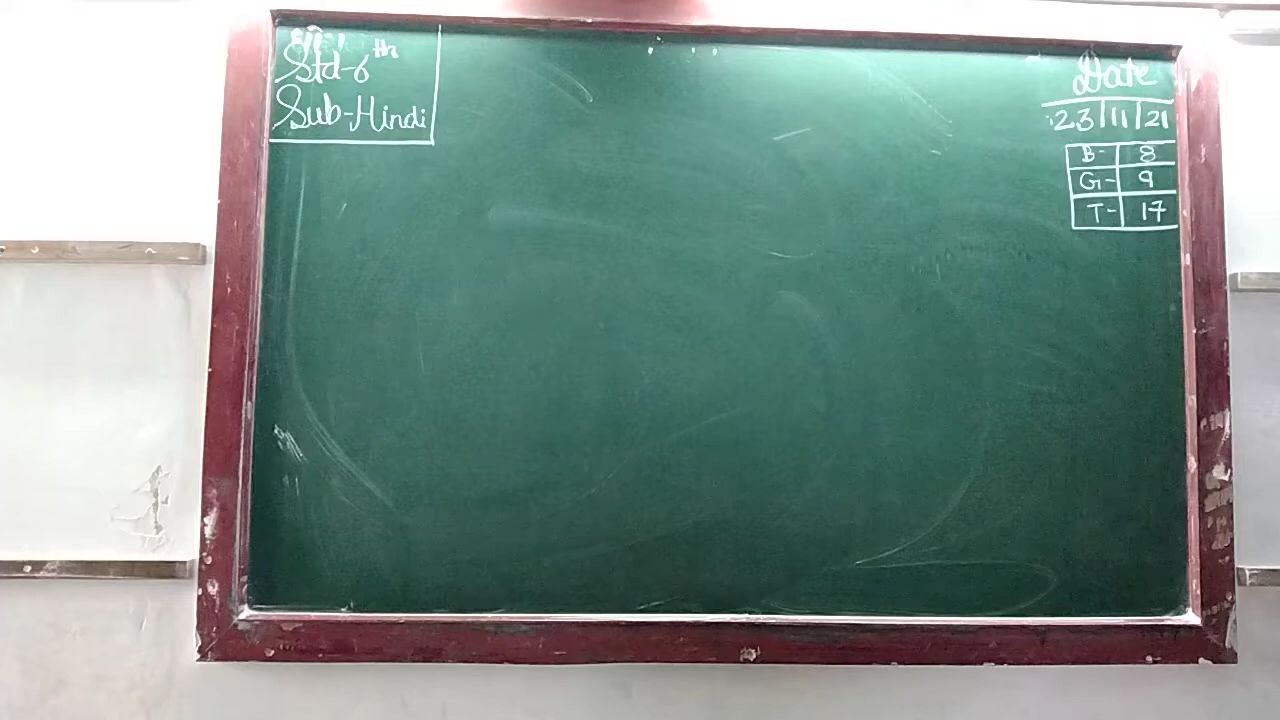 Std-6th
Sub-Hindi
Date
23/11/21
B- 8
G- 9
T- 17